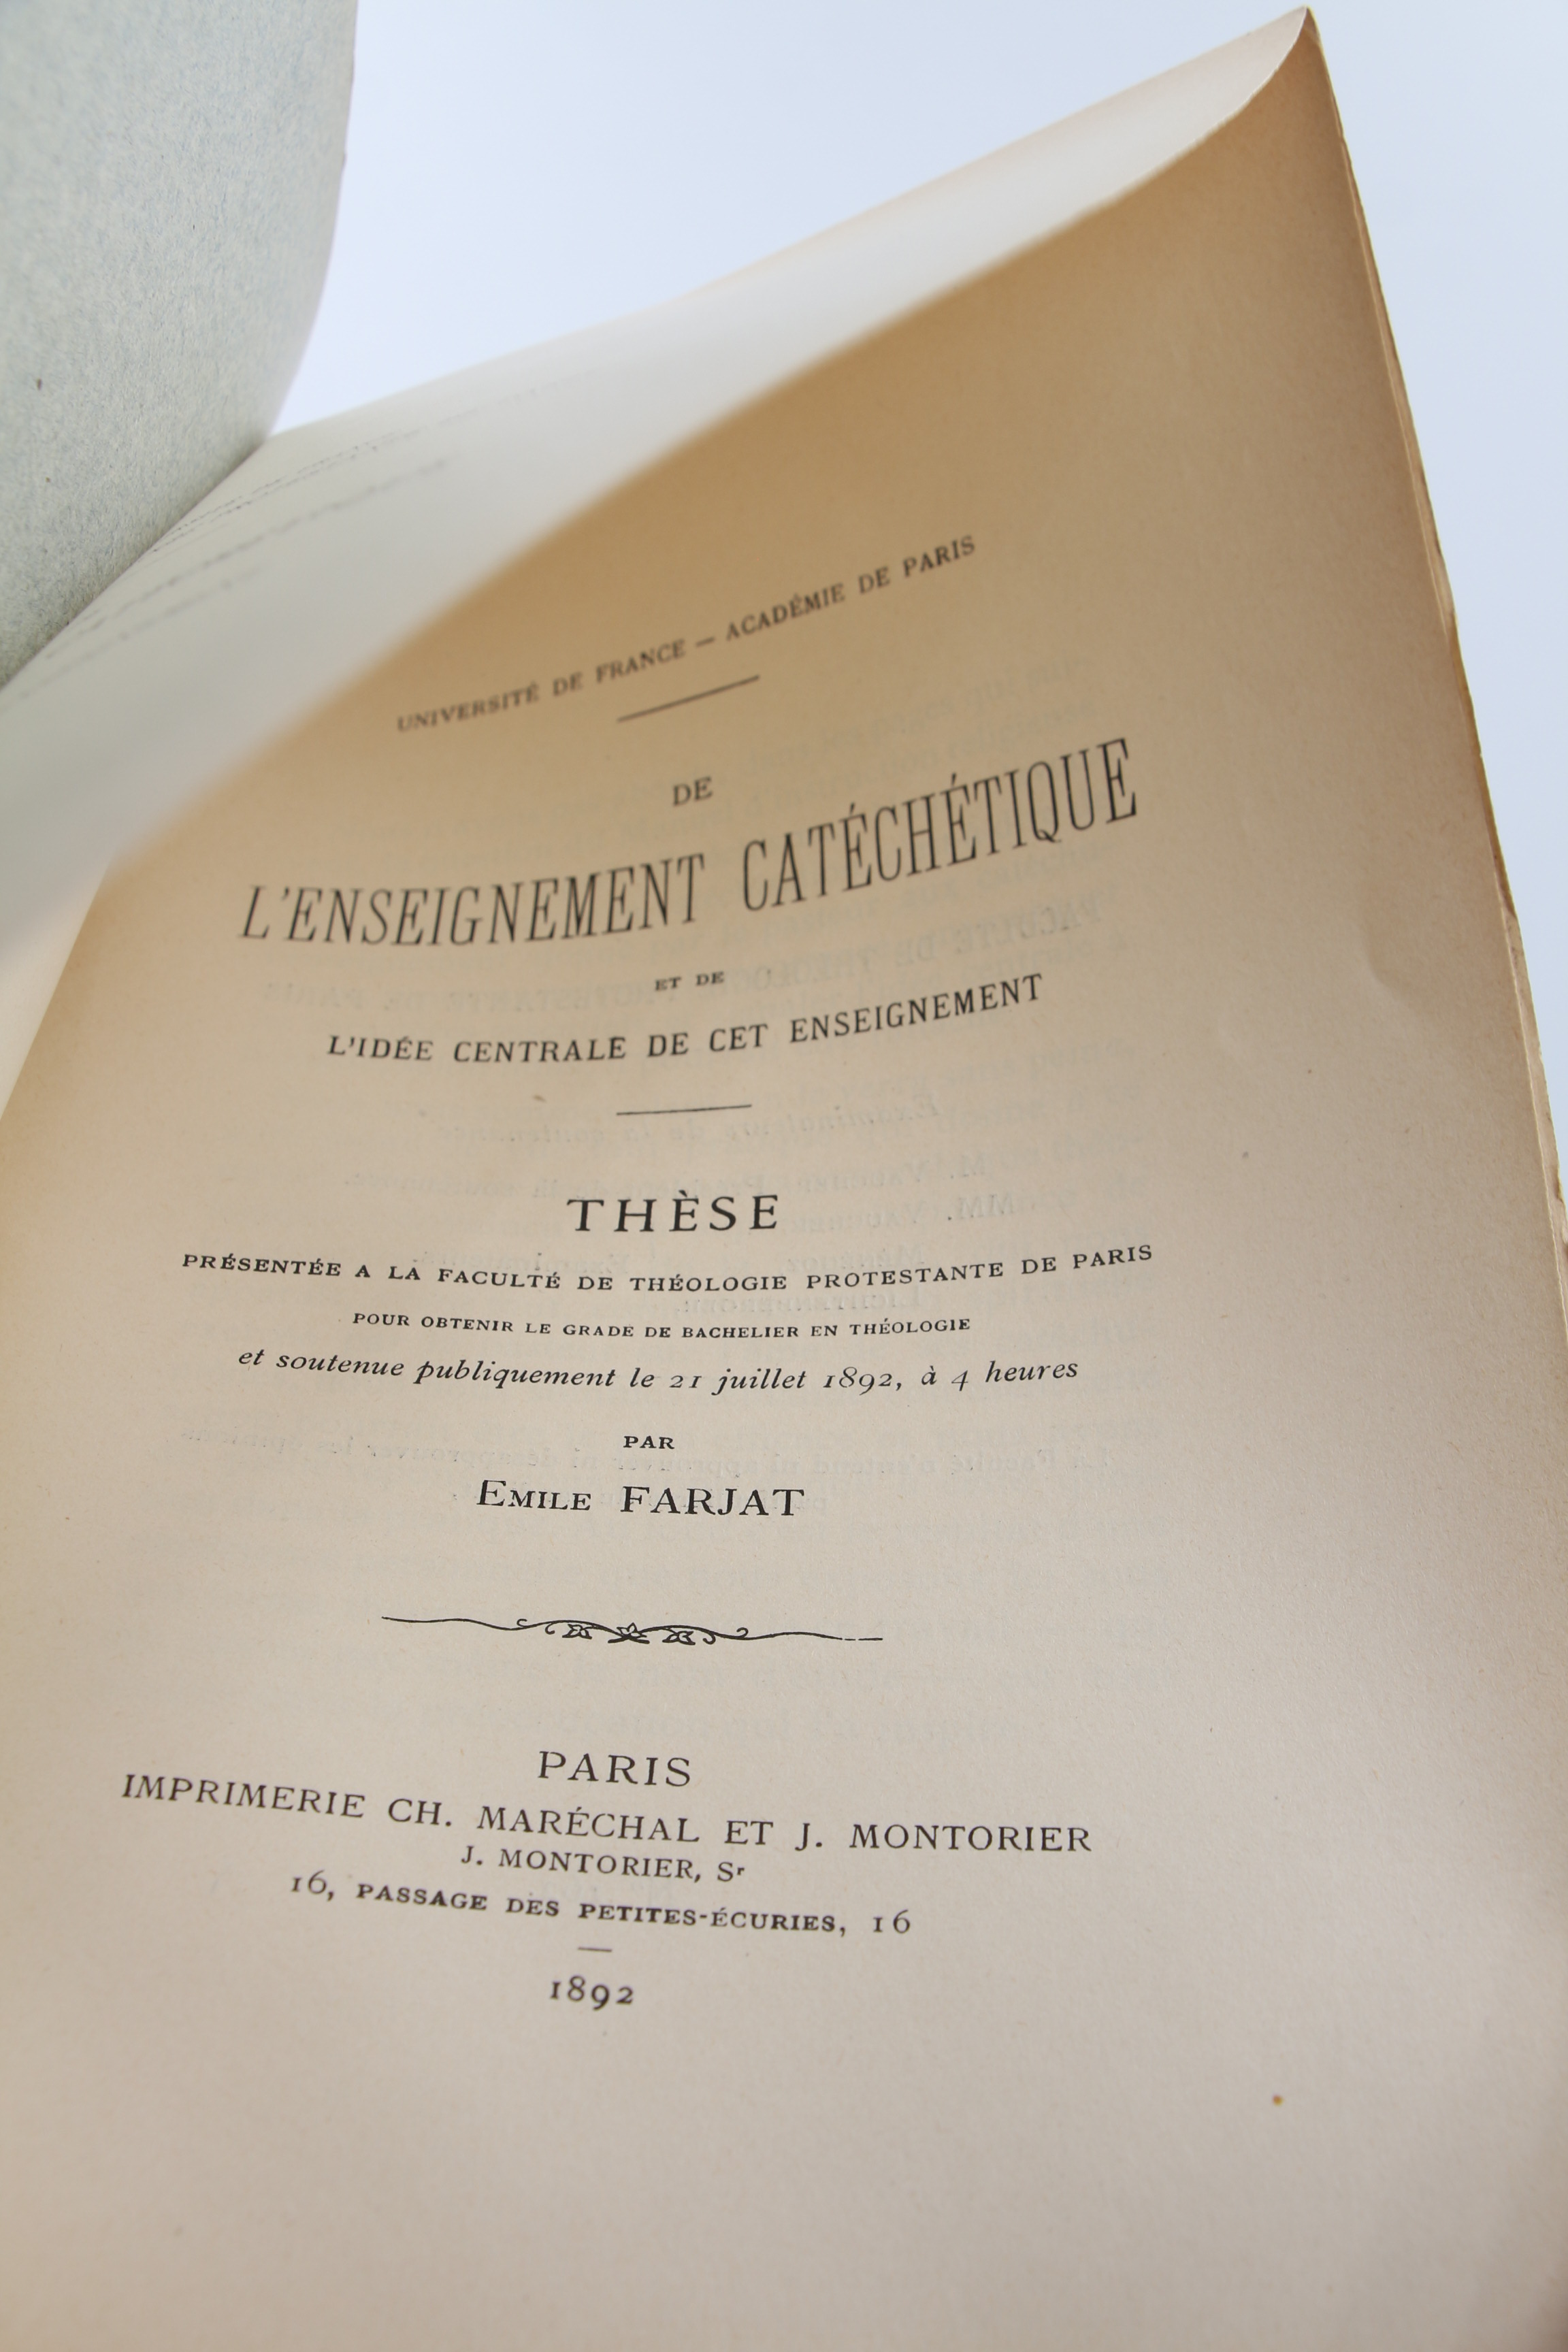 UNIVERSITÉ DE FRANCE — ACADÉMIE DE PARIS
DE
L'ENSEIGNEMENT CATÉCHÉTIQUE
ET DE
L'IDÉE CENTRALE DE CET ENSEIGNEMENT
THÈSE
PRÉSENTÉE A LA FACULTÉ DE THÉOLOGIE PROTESTANTE DE PARIS
POUR OBTENIR LE GRADE DE BACHELIER EN THÉOLOGIE
et soutenue publiquement le 21 juillet 1892, à 4 heures
PAR
EMILE FARJAT
PARIS
IMPRIMERIE CH. MARÉCHAL ET J. MONTORIER
J. MONTORIER, Sr
16, PASSAGE DES PETITES-ÉCURIES, 16
1892